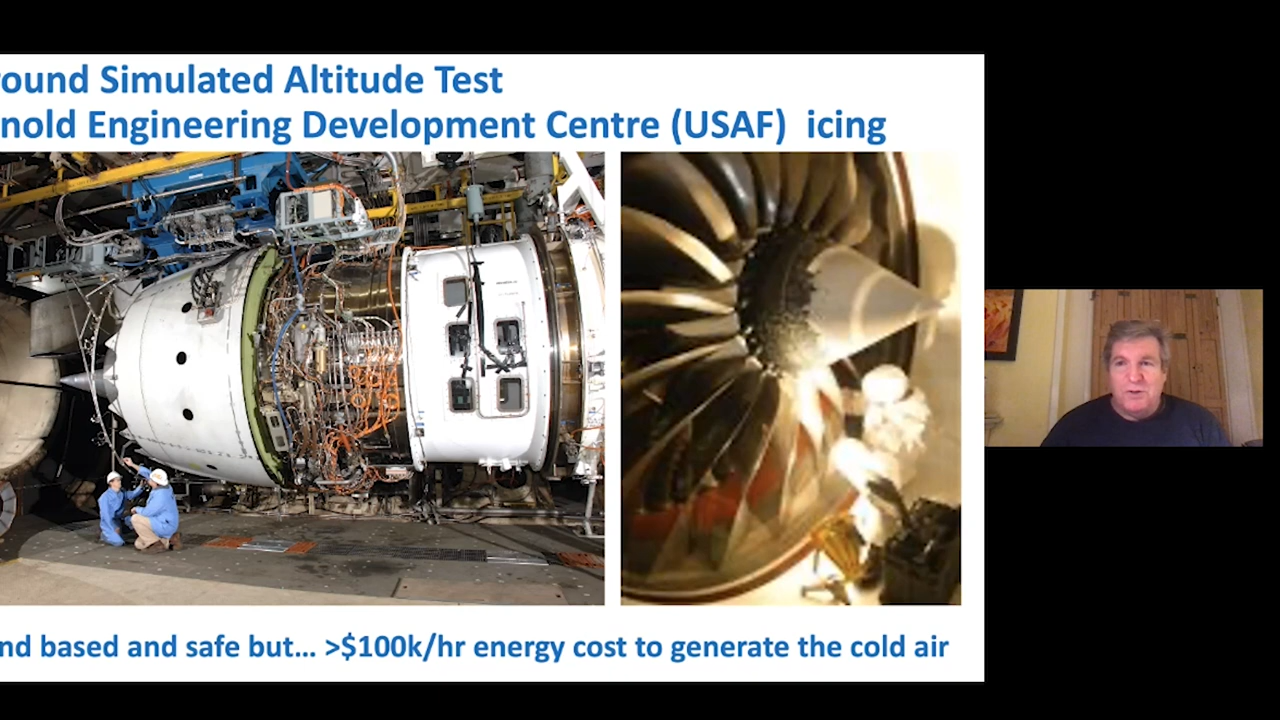 round Simulated Altitude Test
nold Engineering Development Centre (USAF) icing
nd based and safe but... >$100k/hr energy cost to generate the cold air